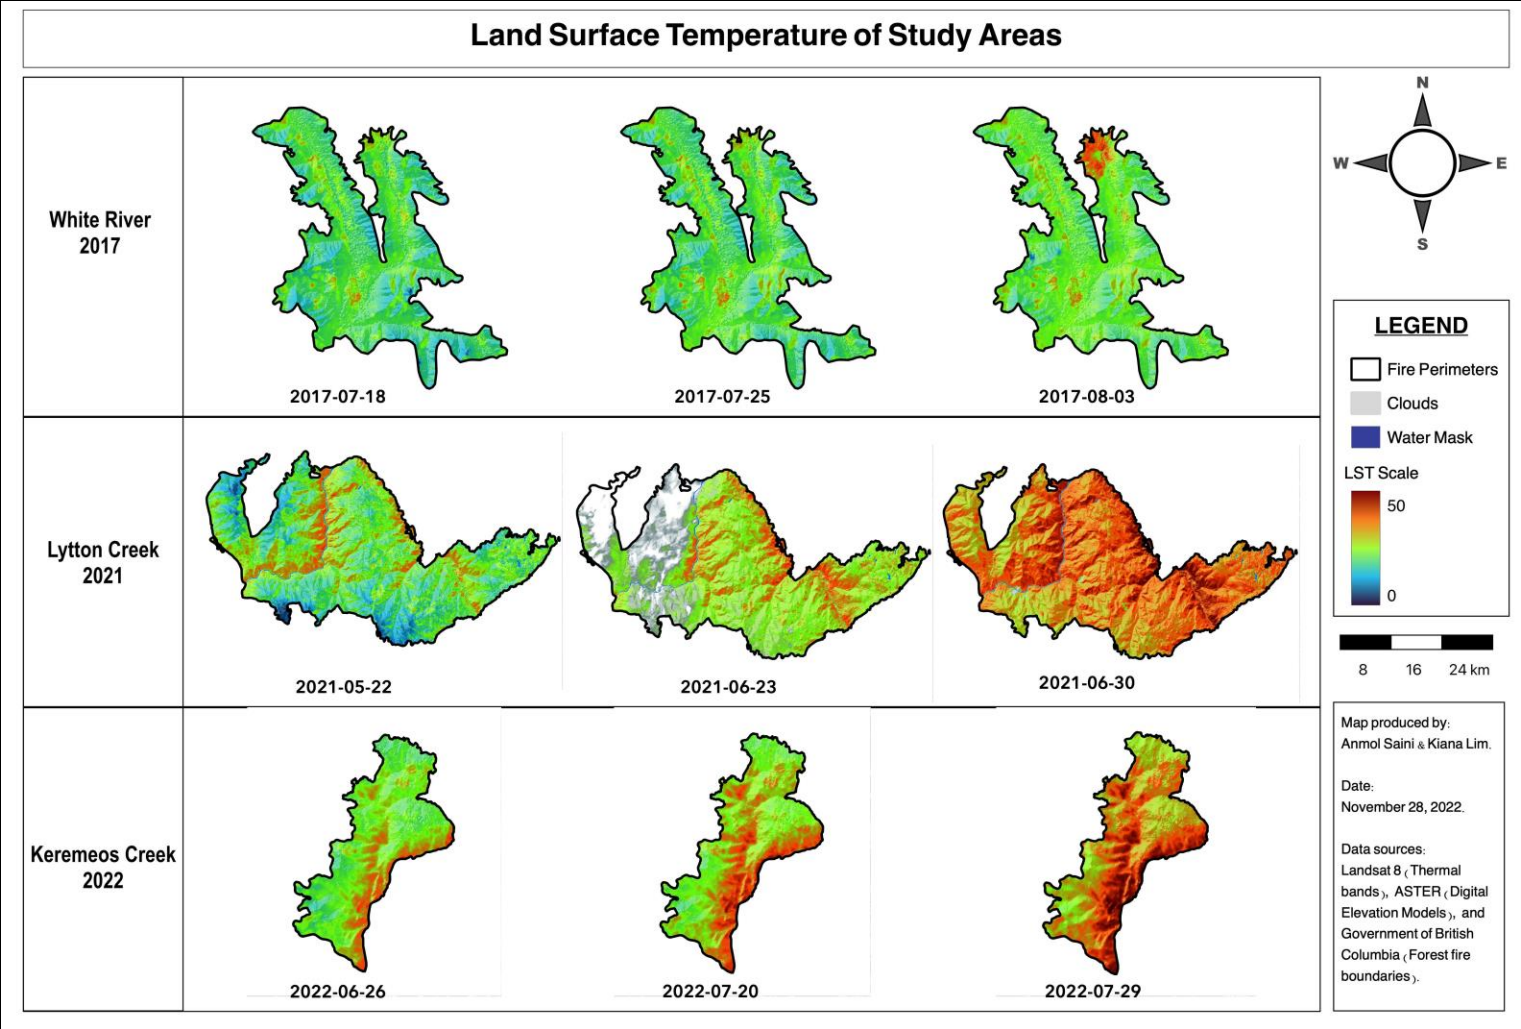 Land Surface Temperature of Study Areas
White River
2017
2017-07-18
2017-07-25
2017-08-03
Lytton Creek
2021
2021-05-22
2021-06-23
2021-06-30
Keremeos Creek
2022
2022-06-26
2022-07-20
2022-07-29
N
W
E
S
LEGEND
Fire Perimeters
Clouds
Water Mask
LST Scale
50
0
8 16 24 km
Map produced by:
Anmol Saini & Kiana Lim.
Date:
November 28, 2022.
Data sources:
Landsat 8 (Thermal
bands), ASTER (Digital
Elevation Models), and
Government of British
Columbia (Forest fire
boundaries).